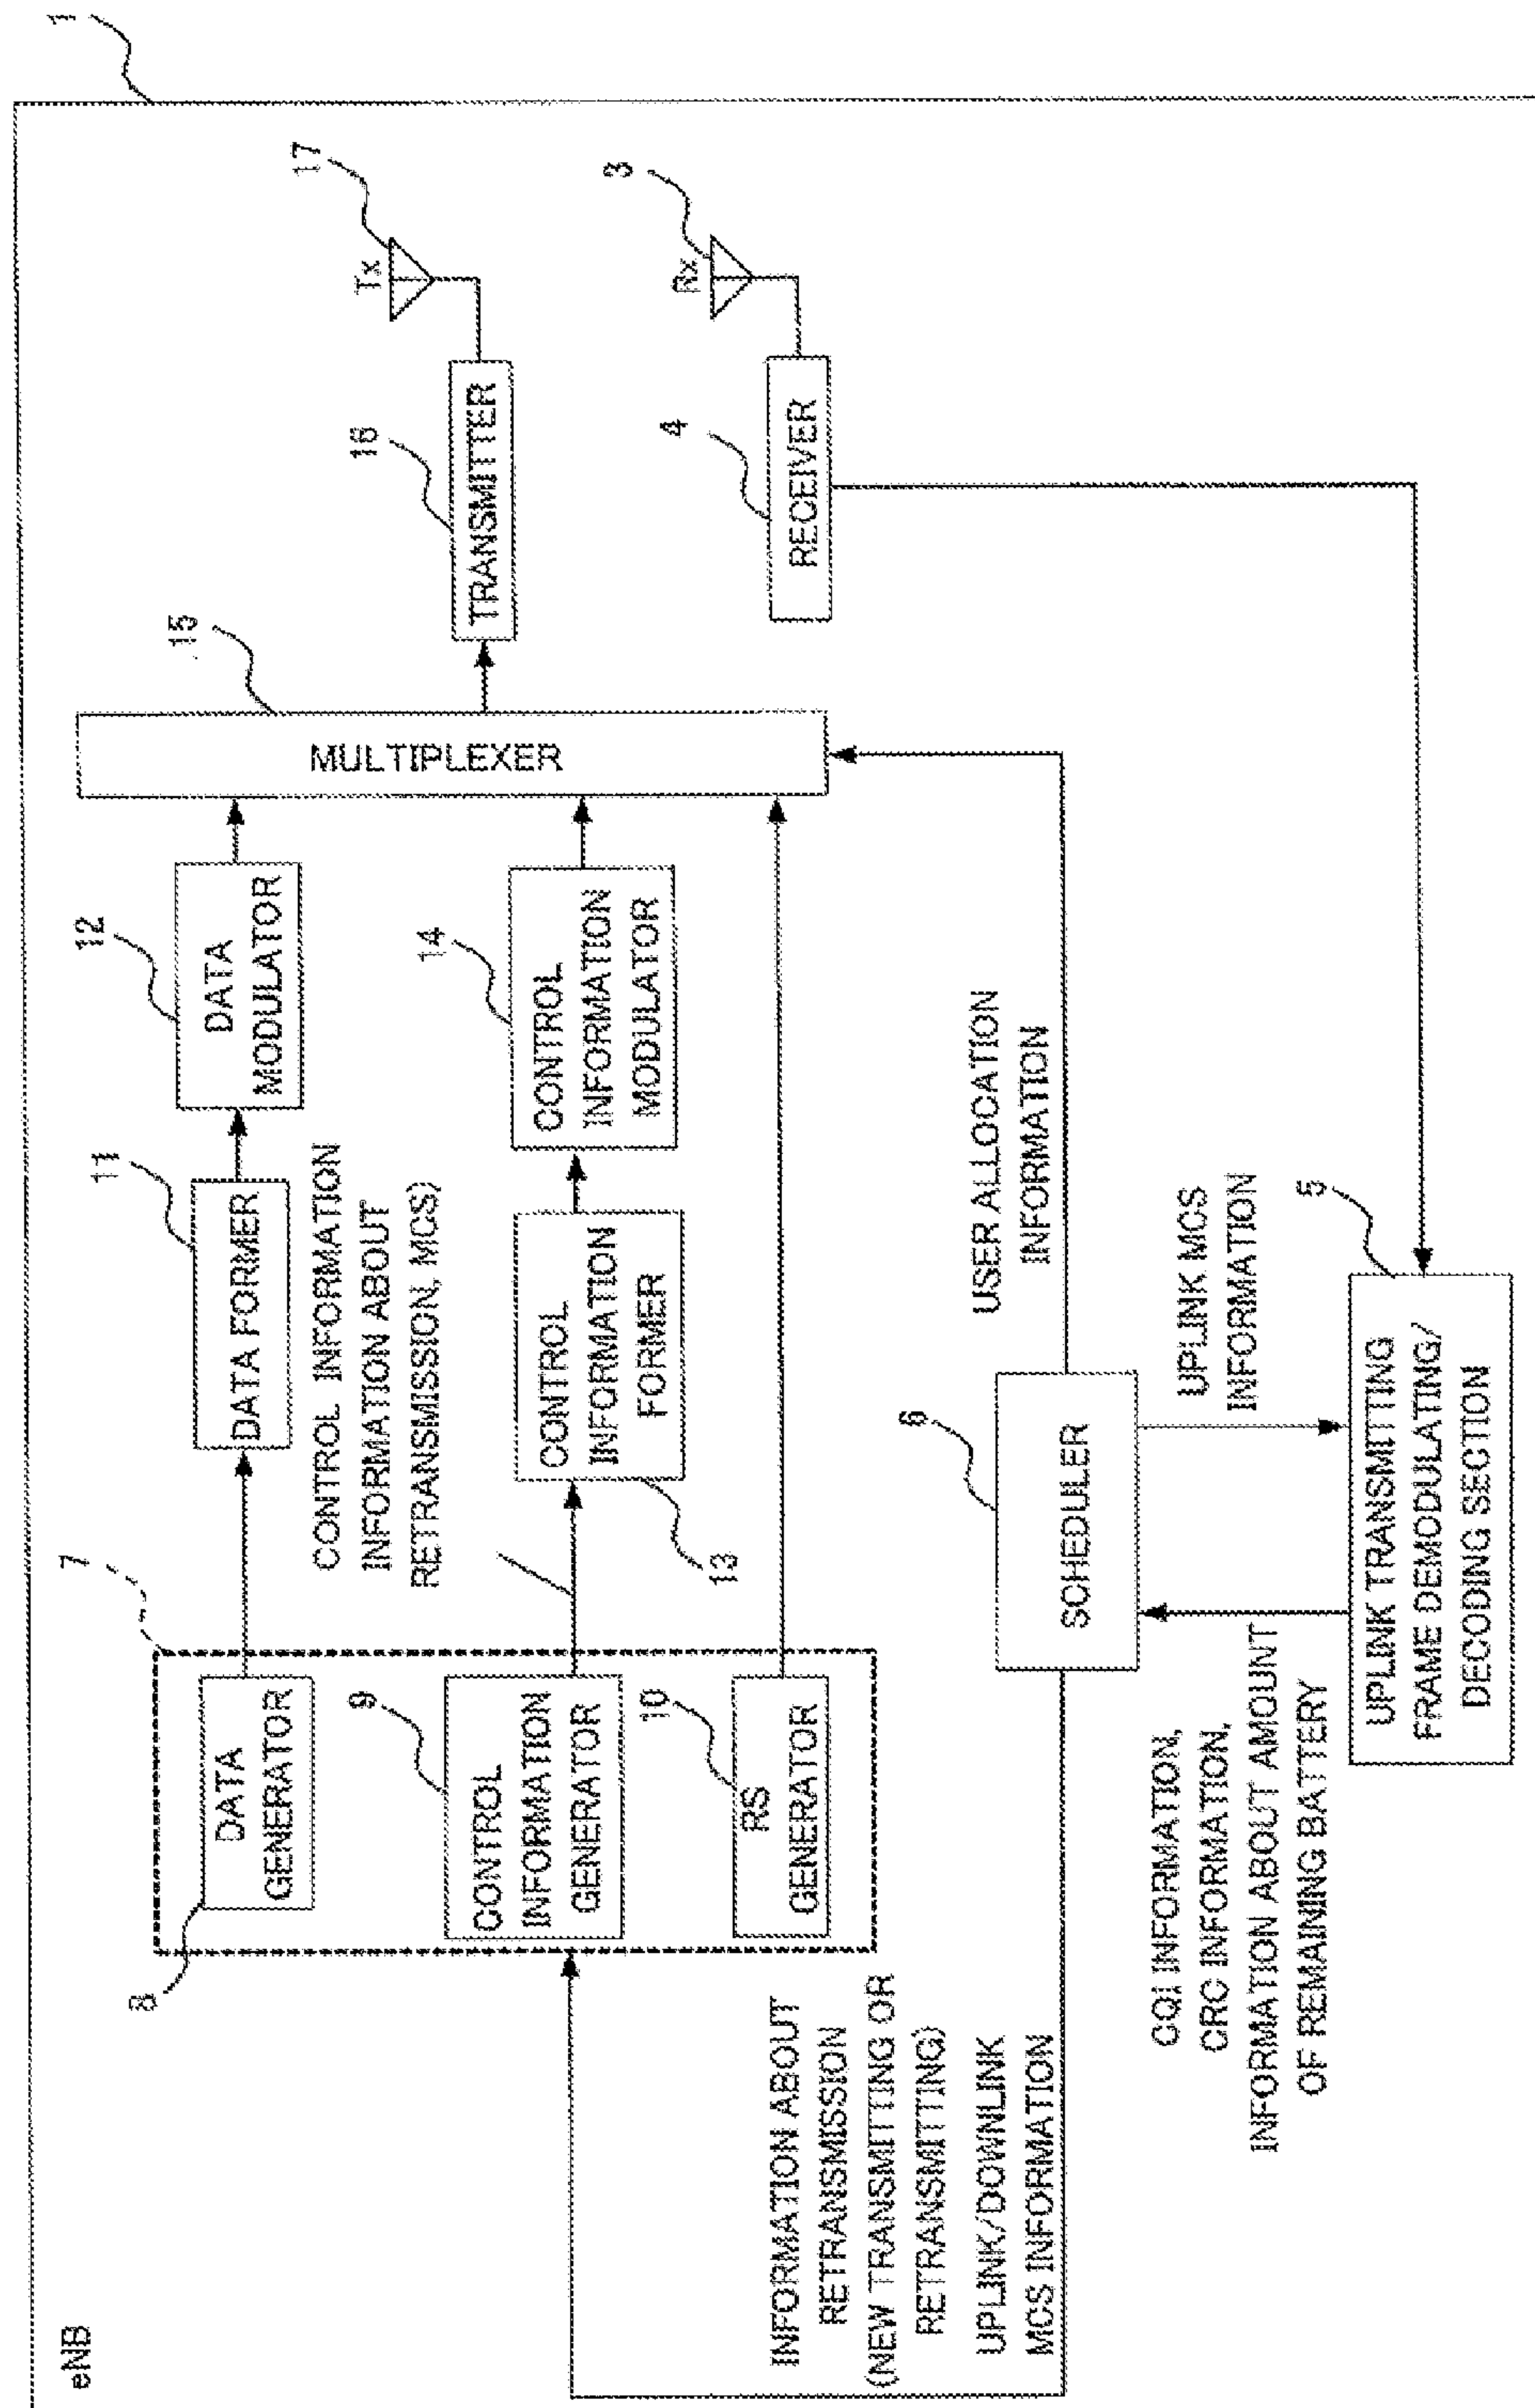 eNB
1
7
8
DATA
GENERATOR
9
CONTROL
INFORMATION
GENERATOR
10
RS
GENERATOR
11
DATA FORMER
12
DATA
MODULATOR
CONTROL INFORMATION
INFORMATION ABOUT
RETRANSMISSION, MCS)
CONTROL
INFORMATION
FORMER
13
14
CONTROL
INFORMATION
MODULATOR
15
MULTIPLEXER
16
TRANSMITTER
17
Tx
3
Rx
4
RECEIVER
INFORMATION ABOUT
RETRANSMISSION
(NEW TRANSMITTING OR
RETRANSMITTING)
UPLINK/DOWNLINK
MCS INFORMATION
6
SCHEDULER
USER ALLOCATION
INFORMATION
UPLINK MCS
INFORMATION
CQI INFORMATION,
CRC INFORMATION,
INFORMATION ABOUT AMOUNT
OF REMAINING BATTERY
5
UPLINK TRANSMITTING
FRAME DEMODULATING/
DECODING SECTION